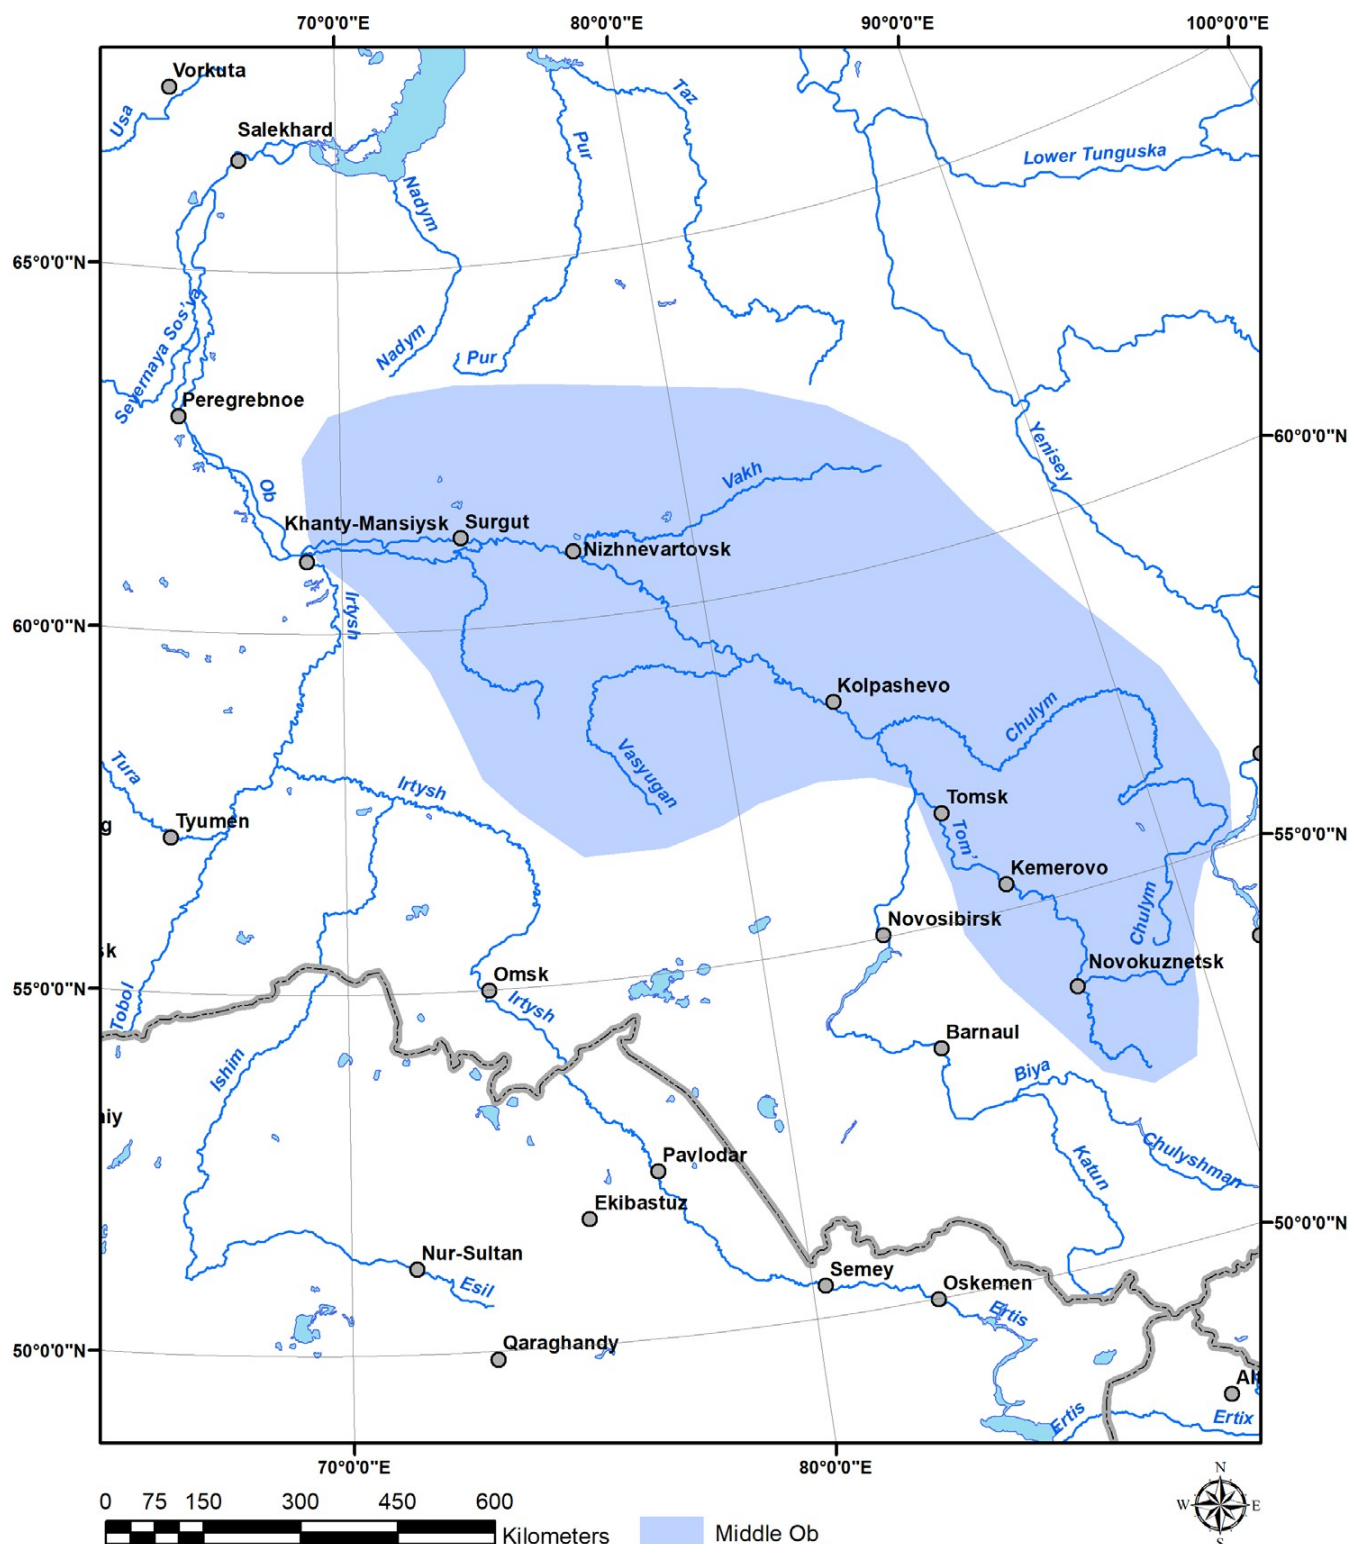 70°0'0"E 80°0'0"E 90°0'0"E 100°0'0"E
Vorkuta
Usa
Taz
Salekhard
Pur
Lower Tunguska
Nadym
65°0'0"N
Severnaya Sos'va
Nadym
Pur
Peregrebnoe
60°0'0"N
Yenisey
Ob
Vakh
Khanty-Mansiysk
Surgut
Nizhnevartovsk
Irtysh
60°0'0"N
Kolpashevo
Chulym
Tura
Irtysh
Vasyugan
Tomsk
g
Tyumen
Tom'
55°0'0"N
Kemerovo
Chulym
Novosibirsk
sk
Novokuznetsk
Omsk
55°0'0"N
Tobol
Irtysh
Barnaul
Ishim
Biya
iy
Chulyshman
Katun
Pavlodar
Ekibastuz
50°0'0"N
Nur-Sultan
Semey
Oskemen
Esil
Ertis
Qaraghandy
50°0'0"N
Al
Ertis
Ertix
70°0'0"E 80°0'0"E
N
W E
S
0 75 150 300 450 600
Kilometers
Middle Ob